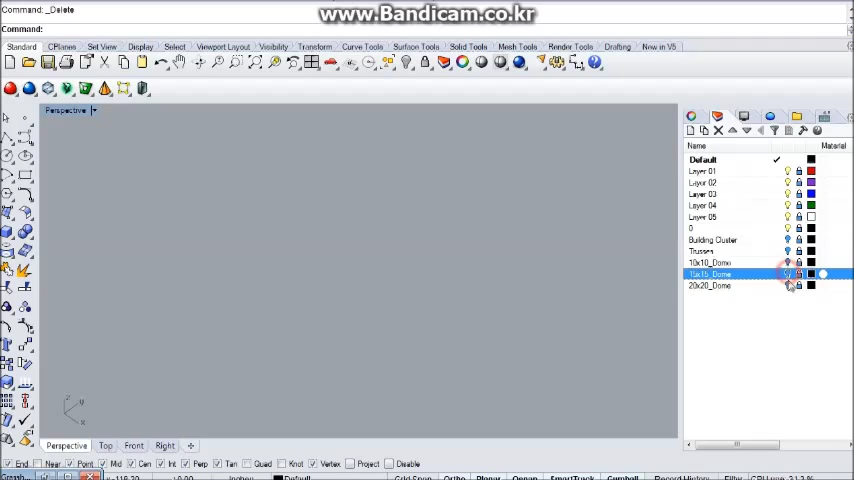 Command: _Delete
www.Bandicam.co.kr
Command:
Standard CPlanes Set View Display Select Viewport Layout Visibility Transform Curve Tools Surface Tools Solid Tools Mesh Tools Render Tools Drafting New in V5
Perspective
Name Material
Default
Layer 01
Layer 02
Layer 03
Layer 04
Layer 05
0
Building Cluster
Trusses
10x10_Dome
15x15_Dome
20x20_Dome
z
y
x
Perspective Top Front Right
End Near Point Mid Cen Int Perp Tan Quad Knot Vertex Project Disable
x -118.20 Inches Default Grid Snap Ortho Planar Osnap SmartTrack Gumball Record History Filter